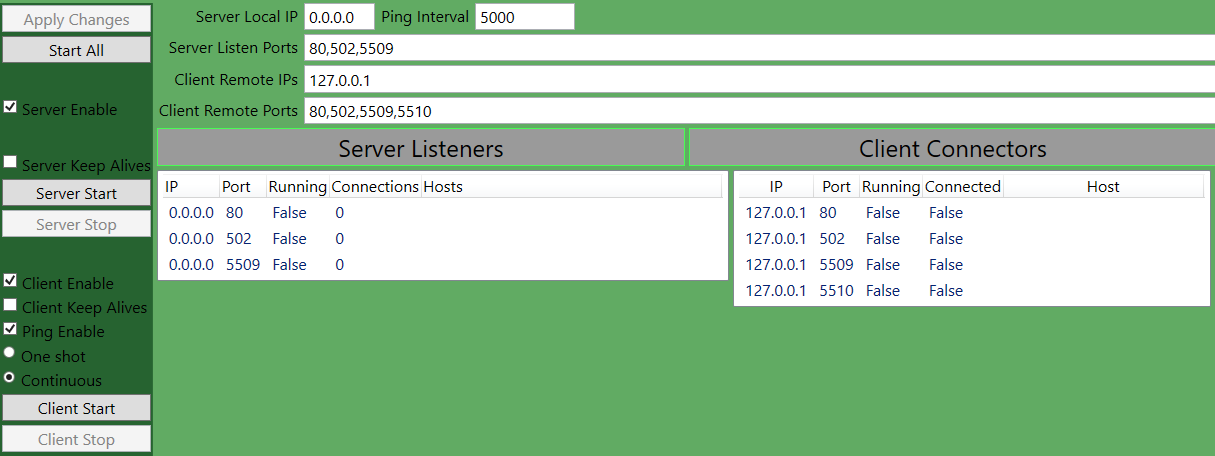 Apply Changes
Start All
Server Enable
Server Keep Alives
Server Start
Server Stop
Client Enable
Client Keep Alives
Ping Enable
One shot
Continuous
Client Start
Client Stop
Server Local IP 0.0.0.0 Ping Interval 5000
Server Listen Ports 80,502,5509
Client Remote IPs 127.0.0.1
Client Remote Ports 80,502,5509,5510
Server Listeners
IP Port Running Connections Hosts
0.0.0.0 80 False 0
0.0.0.0 502 False 0
0.0.0.0 5509 False 0
Client Connectors
IP Port Running Connected Host
127.0.0.1 80 False False
127.0.0.1 502 False False
127.0.0.1 5509 False False
127.0.0.1 5510 False False